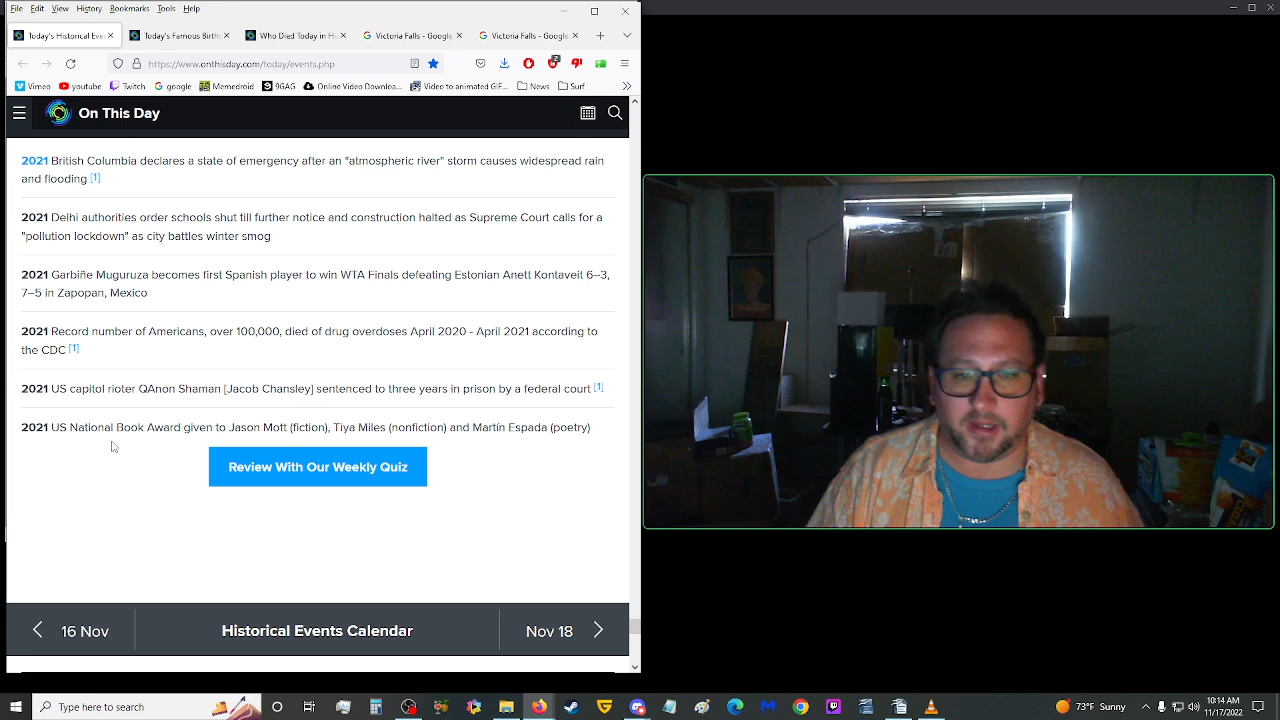 File Edit View History Bookmarks Tools Help
Today's Historical Eve
Today's Famous Birth
Who Died Today in His
Victoria Falls - Google
Victoria Falls - Google
https://www.onthisday.com/today/events.php
2
Vimeo youtube Twitch google Memedroid 9GAG Online Video Downloa... Video to animated GIF... News Surf
On This Day
2021 British Columbia declares a state of emergency after an "atmospheric river" storm causes widespread rain
and flooding [1]
2021 Delhi authorities order schools shut till further notice and construction halted as Supreme Court calls for a
"pollution lockdown" as city battles winter smog
2021 Garbiñe Muguruza becomes first Spanish player to win WTA Finals defeating Estonian Anett Kontaveit 6–3,
7–5 in Zapopan, Mexico
2021 Record number of Americans, over 100,000, died of drug overdoses April 2020 - April 2021 according to
the CDC [1]
2021 US capitol rioter QAnon Shaman [Jacob Chansley] sentenced to three years in prison by a federal court [1]
2021 US National Book Award given to Jason Mott (fiction), Tiya Miles (nonfiction) and Martín Espada (poetry)
Review With Our Weekly Quiz
16 Nov
Historical Events Calendar
Nov 18
Type here to search
73°F Sunny
10:14 AM
11/17/2022